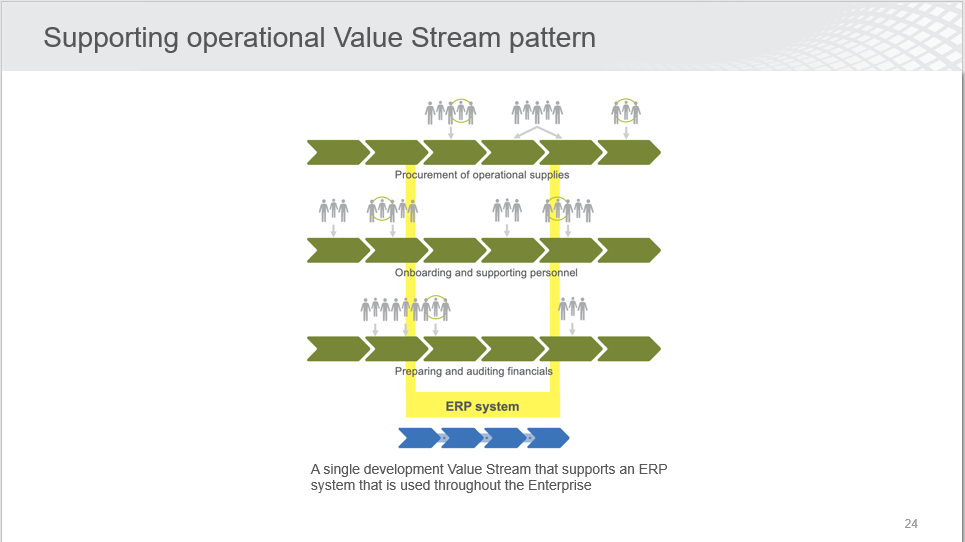 Supporting operational Value Stream pattern
Procurement of operational supplies
Onboarding and supporting personnel
Preparing and auditing financials
ERP system
A single development Value Stream that supports an ERP
system that is used throughout the Enterprise
24